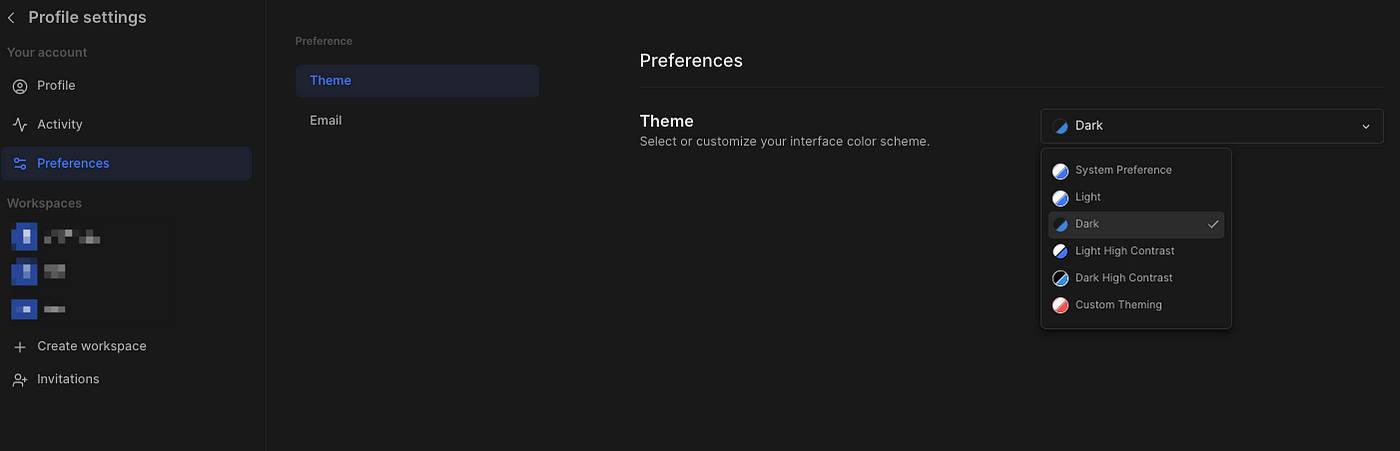 Profile settings
Your account
Profile
Activity
Preferences
Workspaces
Create workspace
Invitations
Preference
Theme
Email
Preferences
Theme
Select or customize your interface color scheme.
Dark
System Preference
Light
Dark
Light High Contrast
Dark High Contrast
Custom Theming